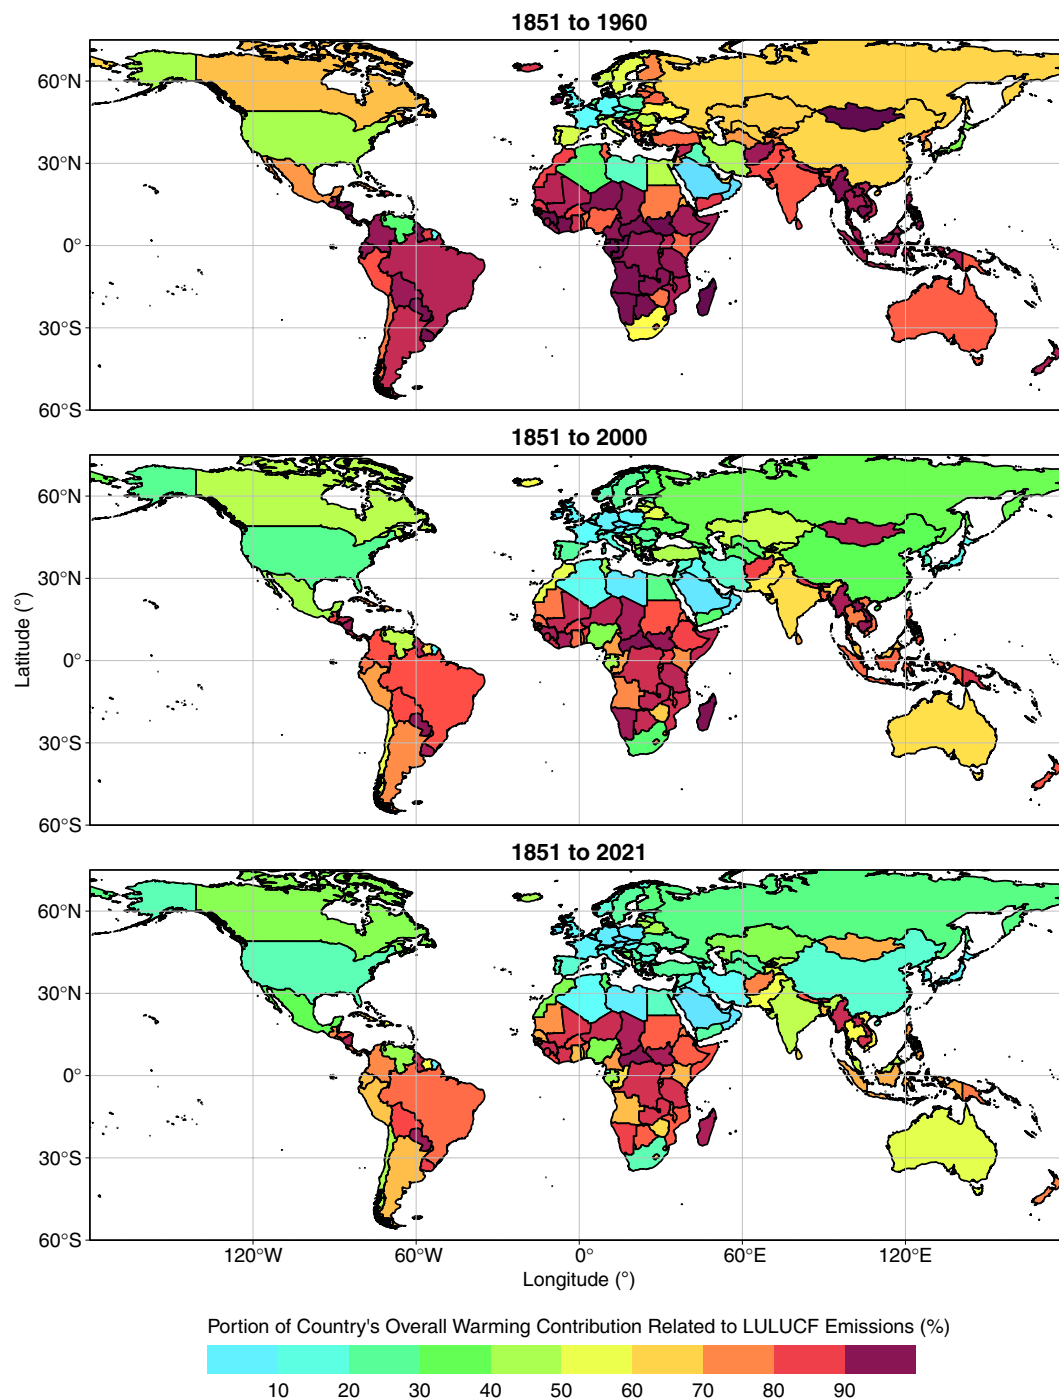 1851 to 1960
60°N
30°N
0°
30°S
60°S
1851 to 2000
60°N
30°N
0°
30°S
60°S
Latitude (°)
1851 to 2021
60°N
30°N
0°
30°S
60°S
120°W 60°W 0° 60°E 120°E
Longitude (°)
Portion of Country's Overall Warming Contribution Related to LULUCF Emissions (%)
10 20 30 40 50 60 70 80 90